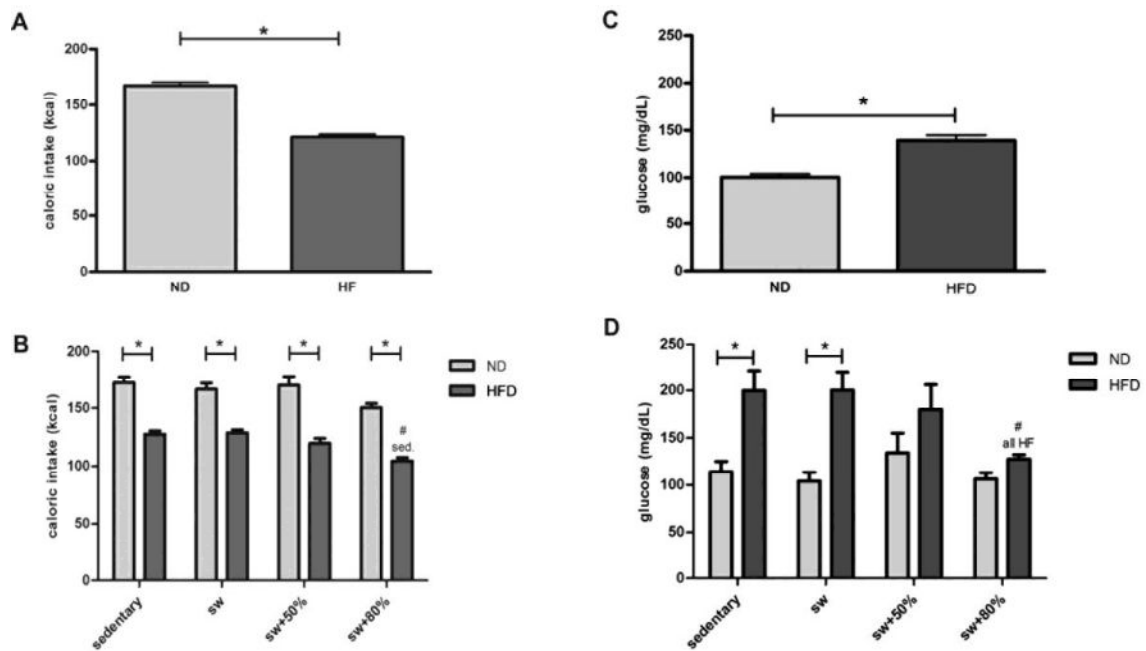 A
*
caloric intake (kcal)
200
150
100
50
0
ND
HF
B
*
*
*
*
caloric intake (kcal)
200
150
100
50
0
#
sed.
sedentary
sw
sw+50%
sw+80%
ND
HFD
C
*
glucose (mg/dL)
250
200
150
100
50
0
ND
HFD
D
*
*
glucose (mg/dL)
250
200
150
100
50
0
#
all HF
sedentary
sw
sw+50%
sw+80%
ND
HFD